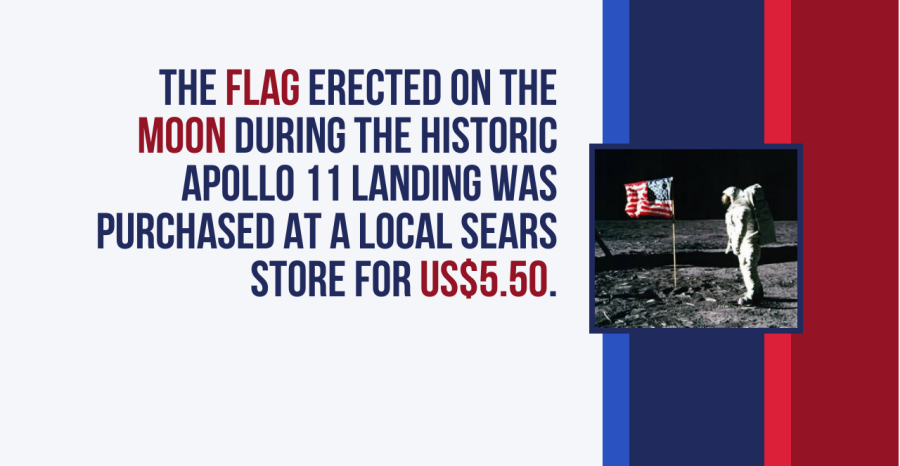 THE FLAG ERECTED ON THE
MOON DURING THE HISTORIC
APOLLO 11 LANDING WAS
PURCHASED AT A LOCAL SEARS
STORE FOR US$5.50.